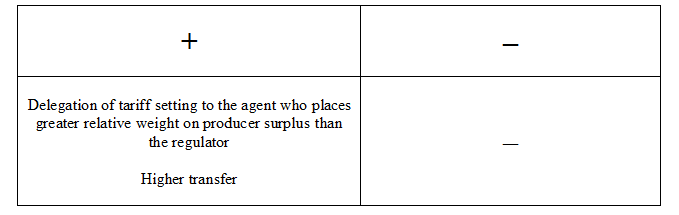 +
–
Delegation of tariff setting to the agent who places
greater relative weight on producer surplus than
the regulator
Higher transfer
—